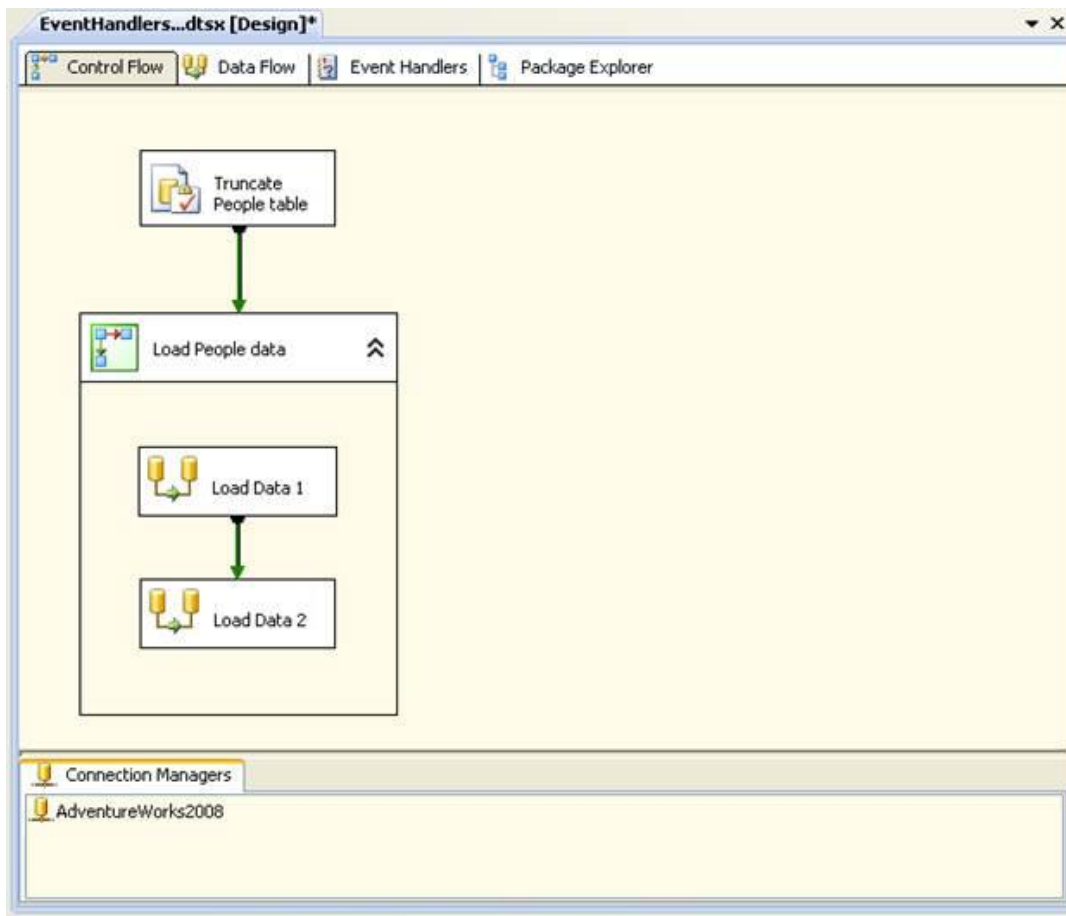 EventHandlers...dtsx [Design]*
Control Flow Data Flow Event Handlers Package Explorer
Truncate
People table
Load People data
Load Data 1
Load Data 2
Connection Managers
AdventureWorks2008